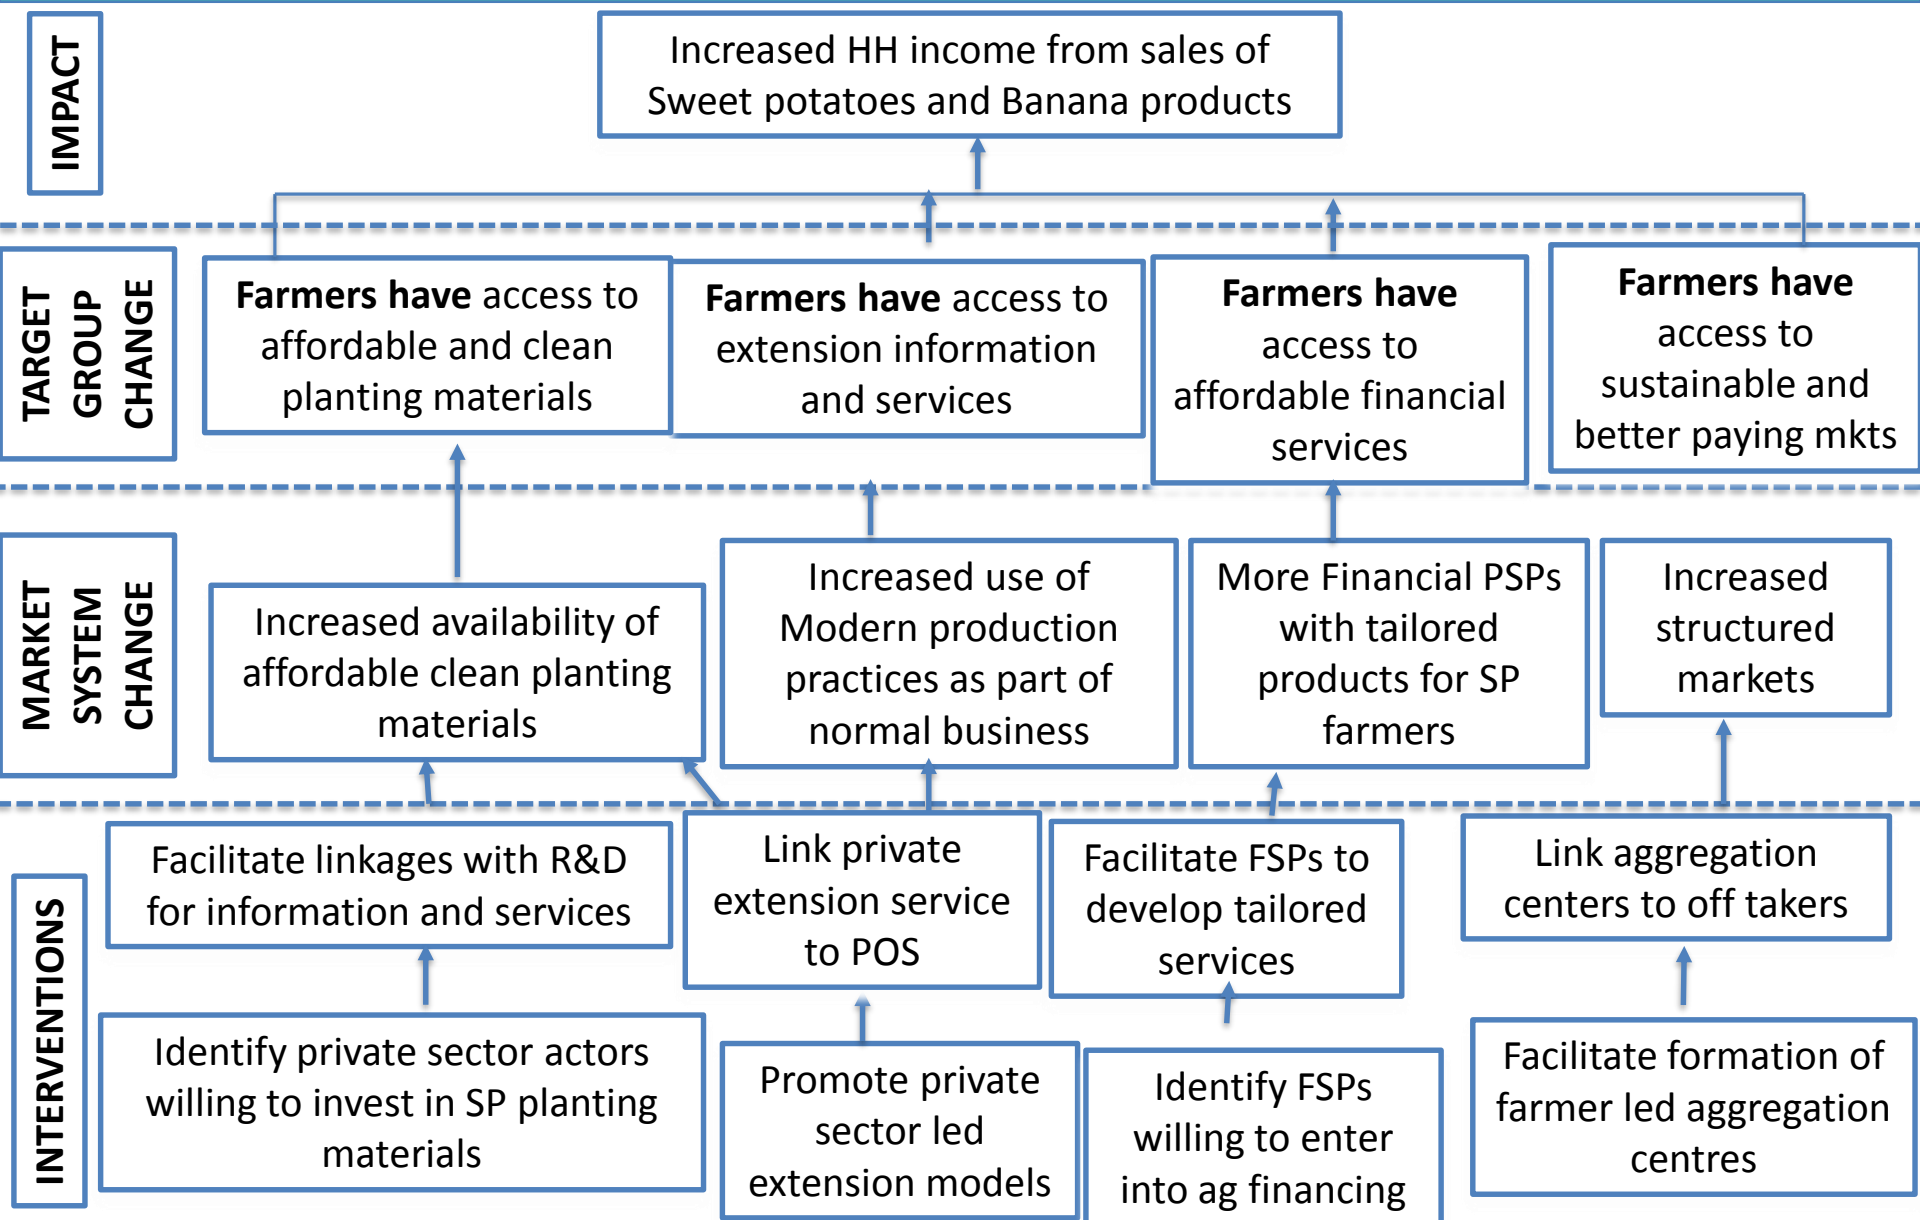 IMPACT
Increased HH income from sales of
Sweet potatoes and Banana products
TARGET
GROUP
CHANGE
Farmers have access to
affordable and clean
planting materials
Farmers have access to
extension information
and services
Farmers have
access to
affordable financial
services
Farmers have
access to
sustainable and
better paying mkts
MARKET
SYSTEM
CHANGE
Increased availability of
affordable clean planting
materials
Increased use of
Modern production
practices as part of
normal business
More Financial PSPs
with tailored
products for SP
farmers
Increased
structured
markets
INTERVENTIONS
Facilitate linkages with R&D
for information and services
Link private
extension service
to POS
Facilitate FSPs to
develop tailored
services
Link aggregation
centers to off takers
Identify private sector actors
willing to invest in SP planting
materials
Promote private
sector led
extension models
Identify FSPs
willing to enter
into ag financing
Facilitate formation of
farmer led aggregation
centres